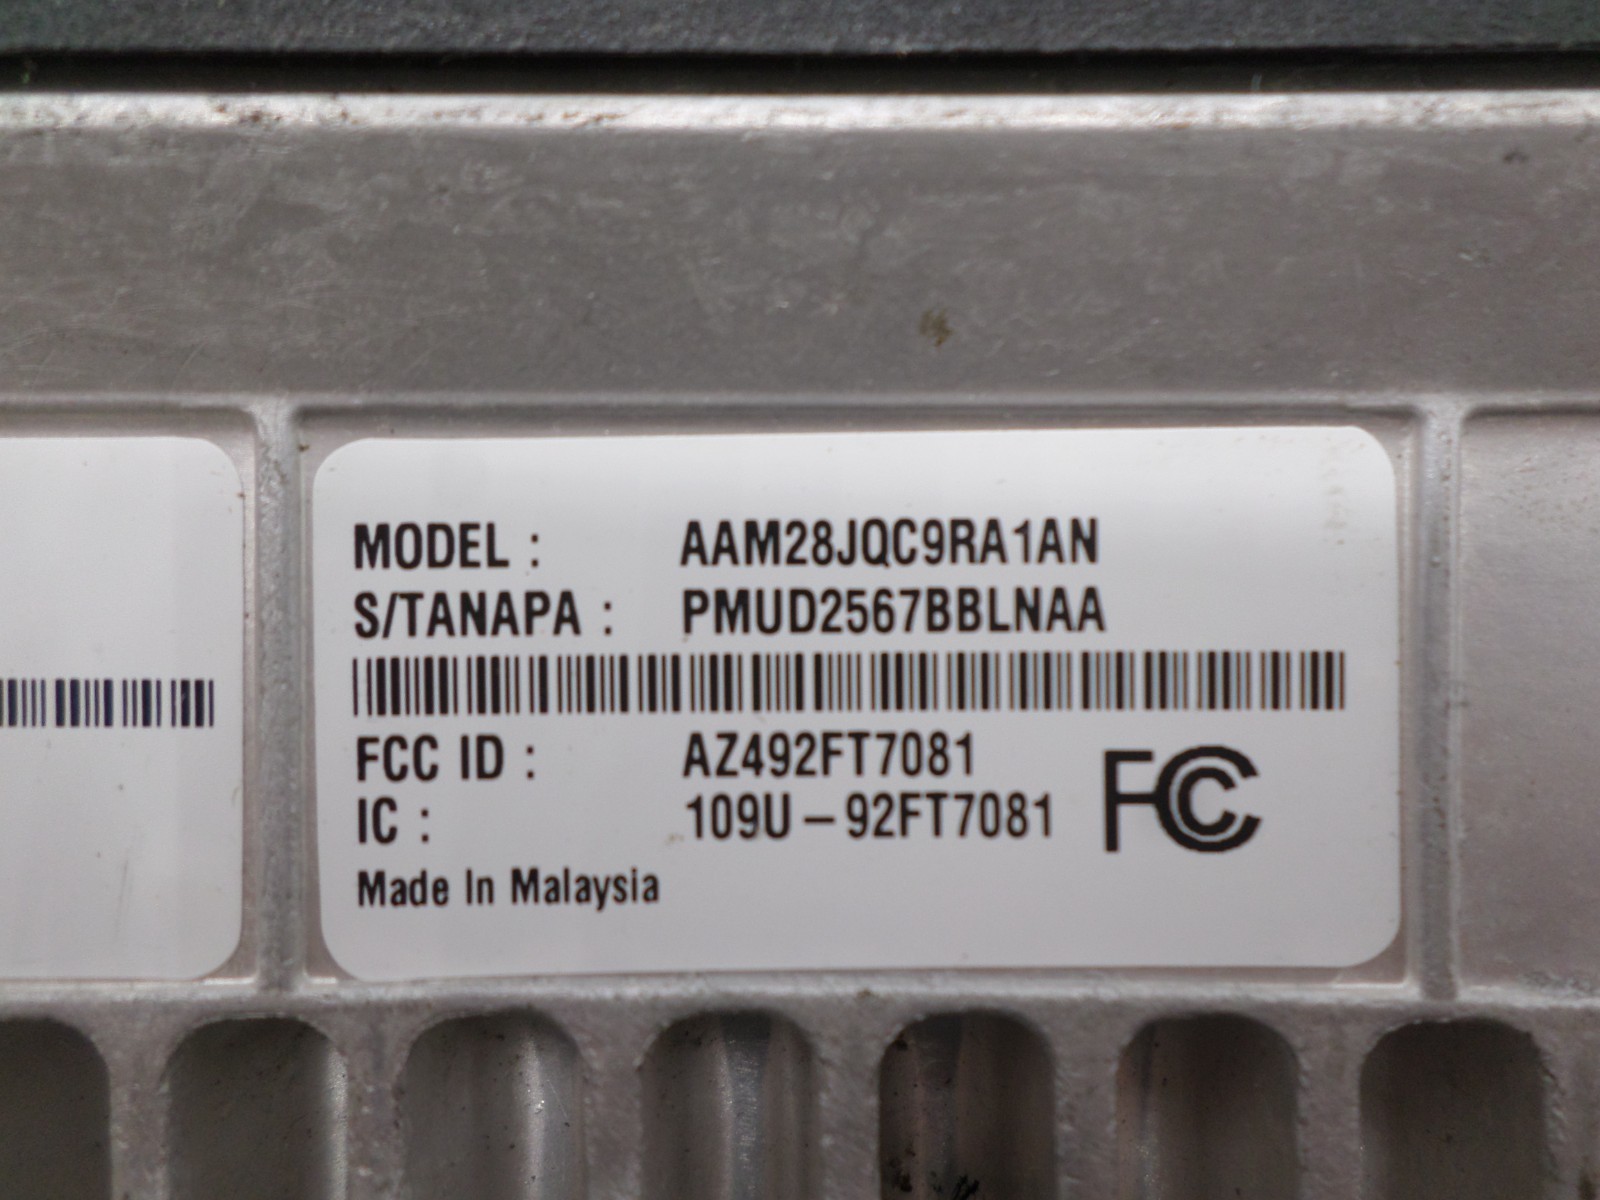 MODEL : AAM28JQC9RA1AN
S/TANAPA : PMUD2567BBLNAA
FCC ID : AZ492FT7081
IC : 109U-92FT7081
FC
Made In Malaysia